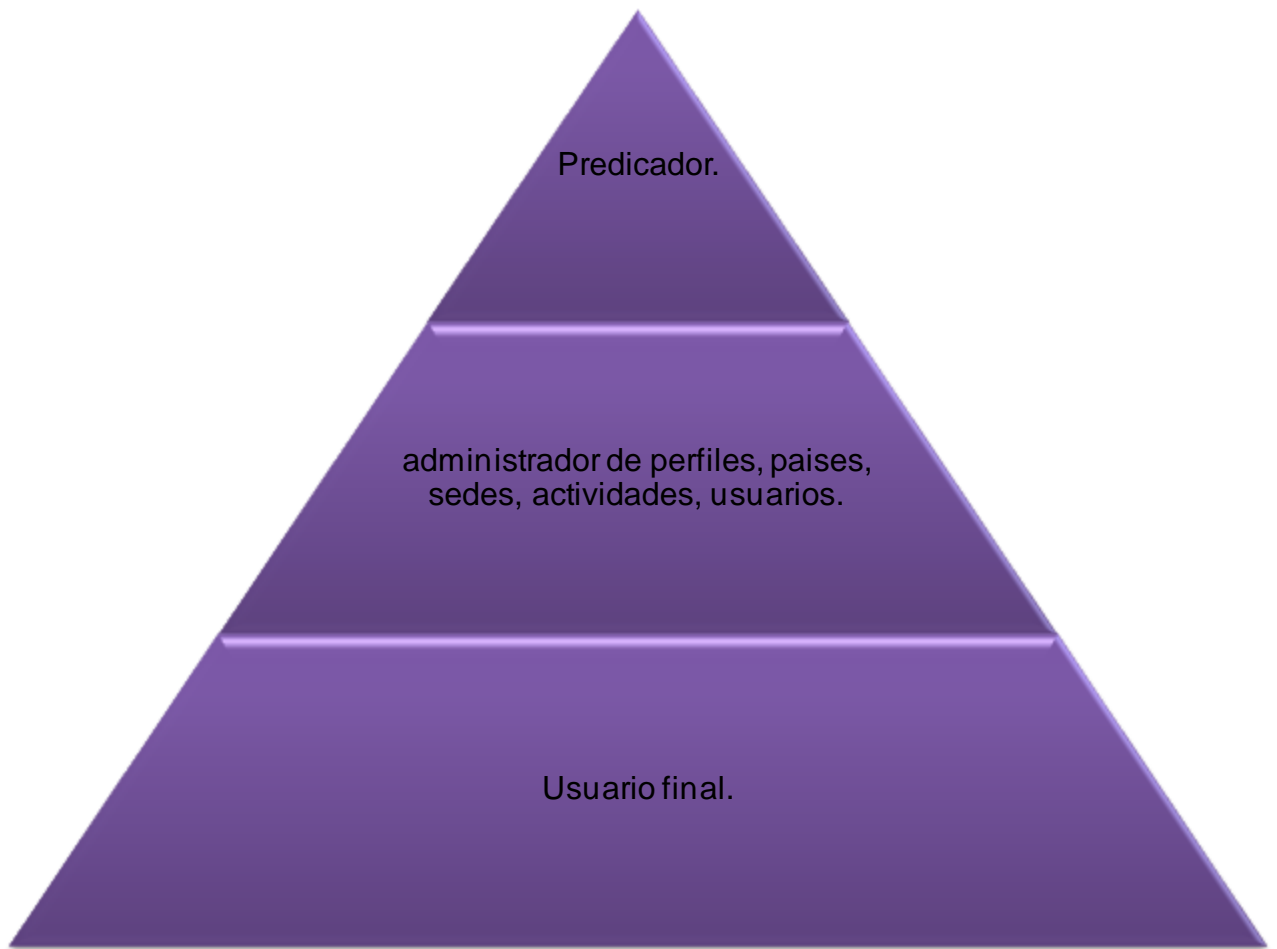 Predicador.
administrador de perfiles, paises,
sedes, actividades, usuarios.
Usuario final.